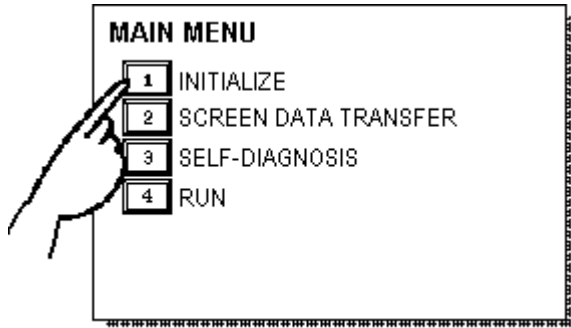 MAIN MENU
1 INITIALIZE
2 SCREEN DATA TRANSFER
3 SELF-DIAGNOSIS
4 RUN